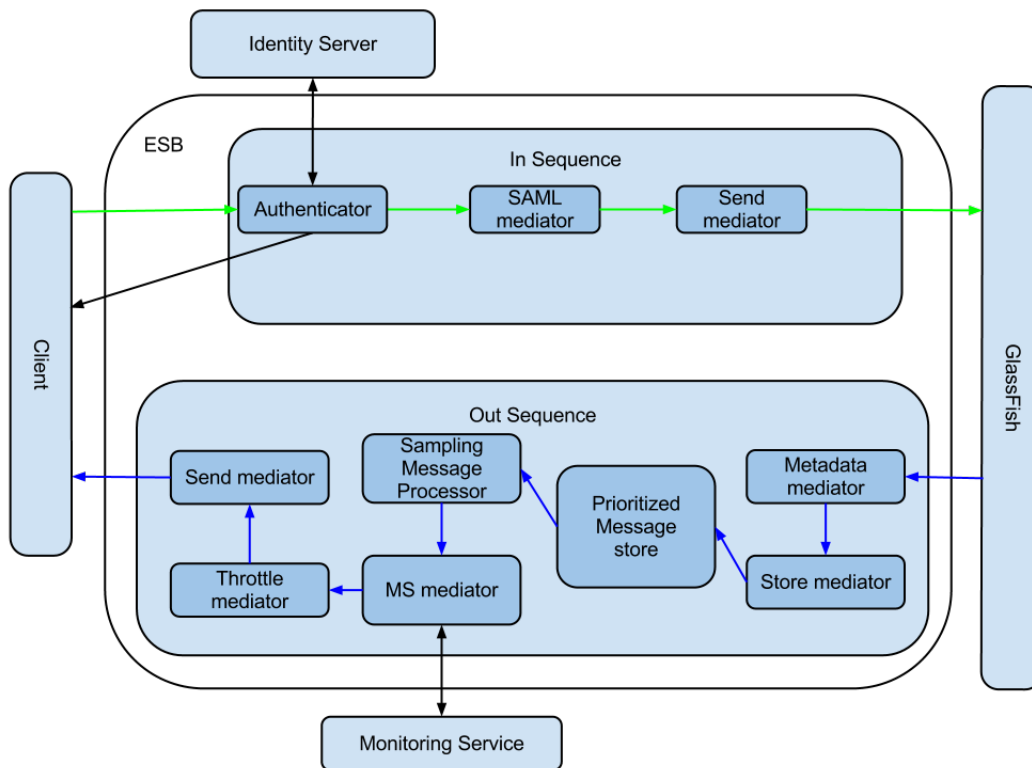 Identity Server
ESB
In Sequence
Authenticator
SAML
mediator
Send
mediator
Client
GlassFish
Out Sequence
Send mediator
Sampling
Message
Processor
Prioritized
Message
store
Metadata
mediator
Throttle
mediator
MS mediator
Store mediator
Monitoring Service